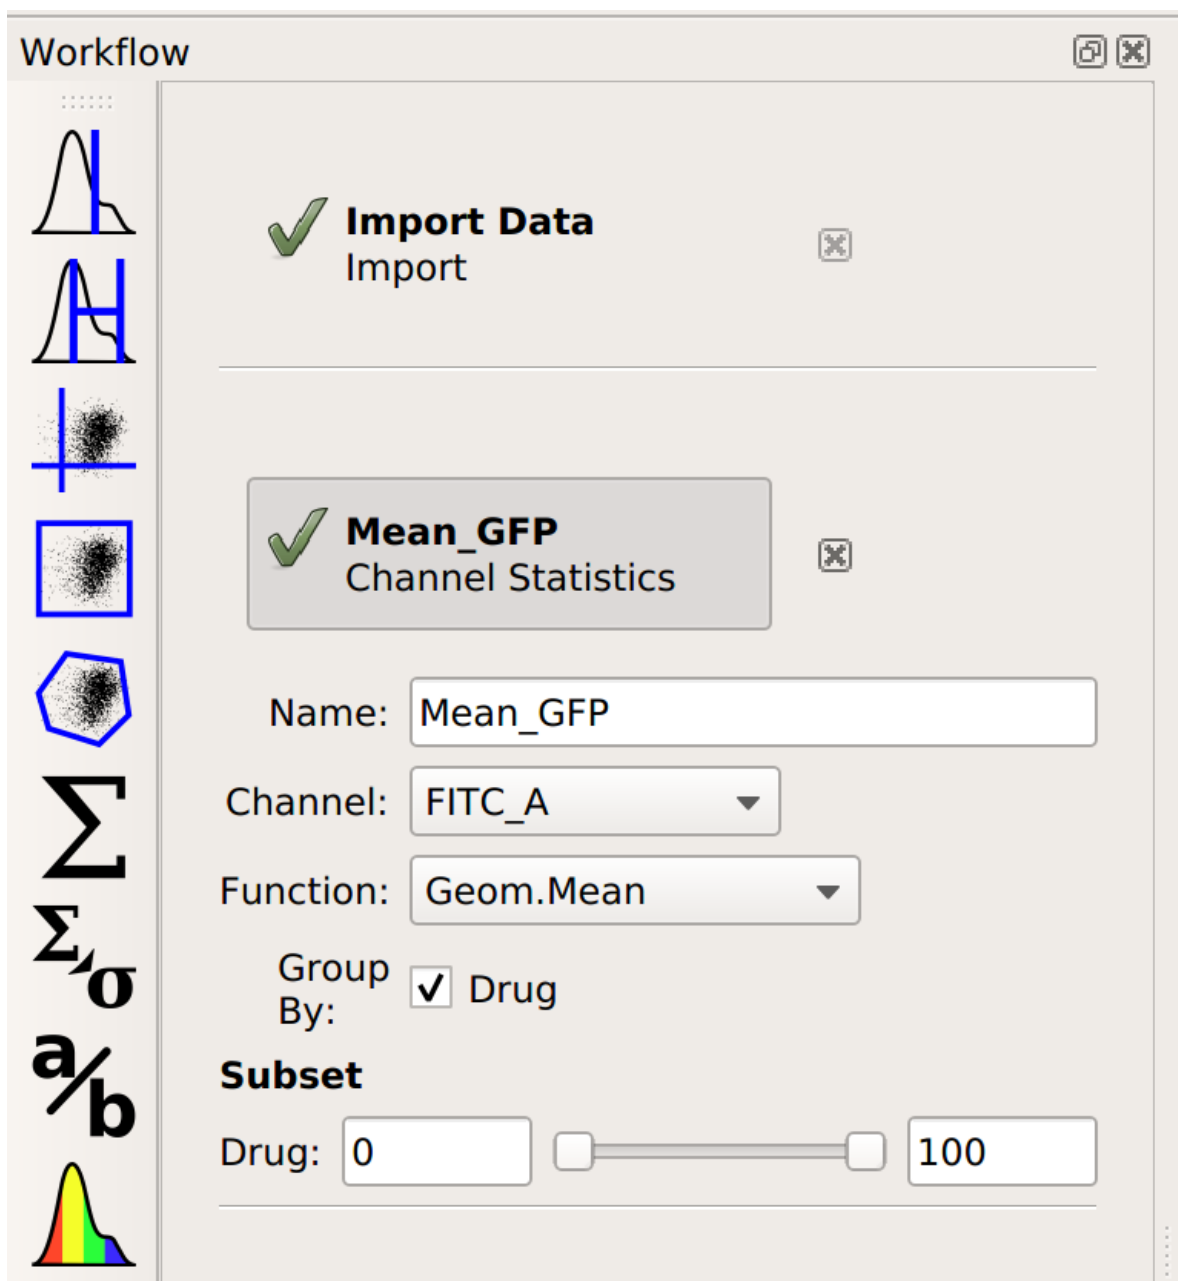 Workflow
Import Data
Import
Mean_GFP
Channel Statistics
Name: Mean_GFP
Channel: FITC_A
Function: Geom.Mean
Group
By: Drug
Subset
Drug: 0 100
Σ
Σ,σ
a/b